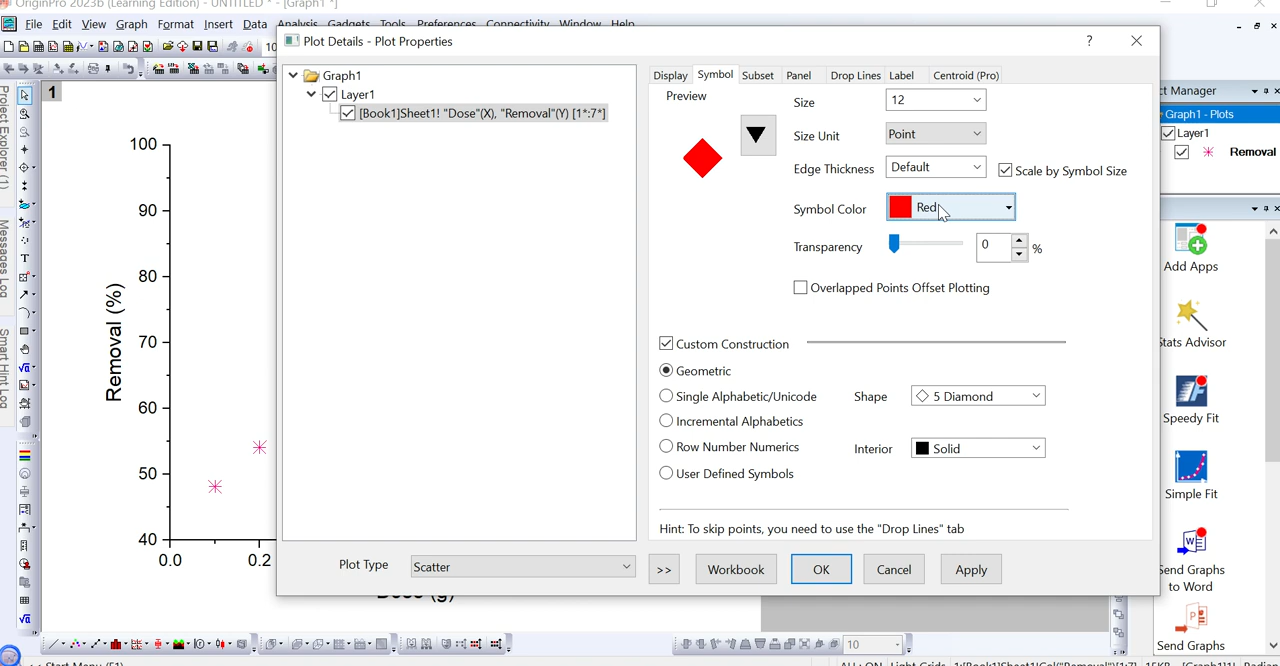 OriginPro 2023b (Learning Edition) - UNTITLED * - [Graph1 *]
File Edit View Graph Format Insert Data Analysis Gadgets Tools Preferences Connectivity Window Help
10
Plot Details - Plot Properties
?
Graph1
Layer1
[Book1]Sheet1! "Dose"(X), "Removal"(Y) [1*:7*]
Display Symbol Subset Panel Drop Lines Label Centroid (Pro)
Preview
Size 12
Size Unit Point
Edge Thickness Default Scale by Symbol Size
Symbol Color Red
Transparency 0 %
Overlapped Points Offset Plotting
Custom Construction
Geometric
Single Alphabetic/Unicode Shape 5 Diamond
Incremental Alphabetics
Row Number Numerics Interior Solid
User Defined Symbols
Hint: To skip points, you need to use the "Drop Lines" tab
Plot Type Scatter >> Workbook OK Cancel Apply
Project Explorer (1)
Messages Log
Smart Hint Log
1
100
90
80
70
60
50
40
0.0 0.2
Removal (%)
Dose (g)
ct Manager
Graph1 - Plots
Layer1
Removal
Add Apps
Stats Advisor
Speedy Fit
Simple Fit
Send Graphs
to Word
Send Graphs
10